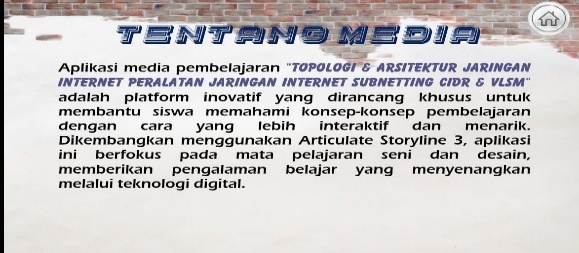 TENTANG MEDIA
Aplikasi media pembelajaran "TOPOLOGI & ARSITEKTUR JARINGAN
INTERNET PERALATAN JARINGAN INTERNET SUBNETTING CIDR & VLSM"
adalah platform inovatif yang dirancang khusus untuk
membantu siswa memahami konsep-konsep pembelajaran
dengan cara yang lebih interaktif dan menarik.
Dikembangkan menggunakan Articulate Storyline 3, aplikasi
ini berfokus pada mata pelajaran seni dan desain,
memberikan pengalaman belajar yang menyenangkan
melalui teknologi digital.